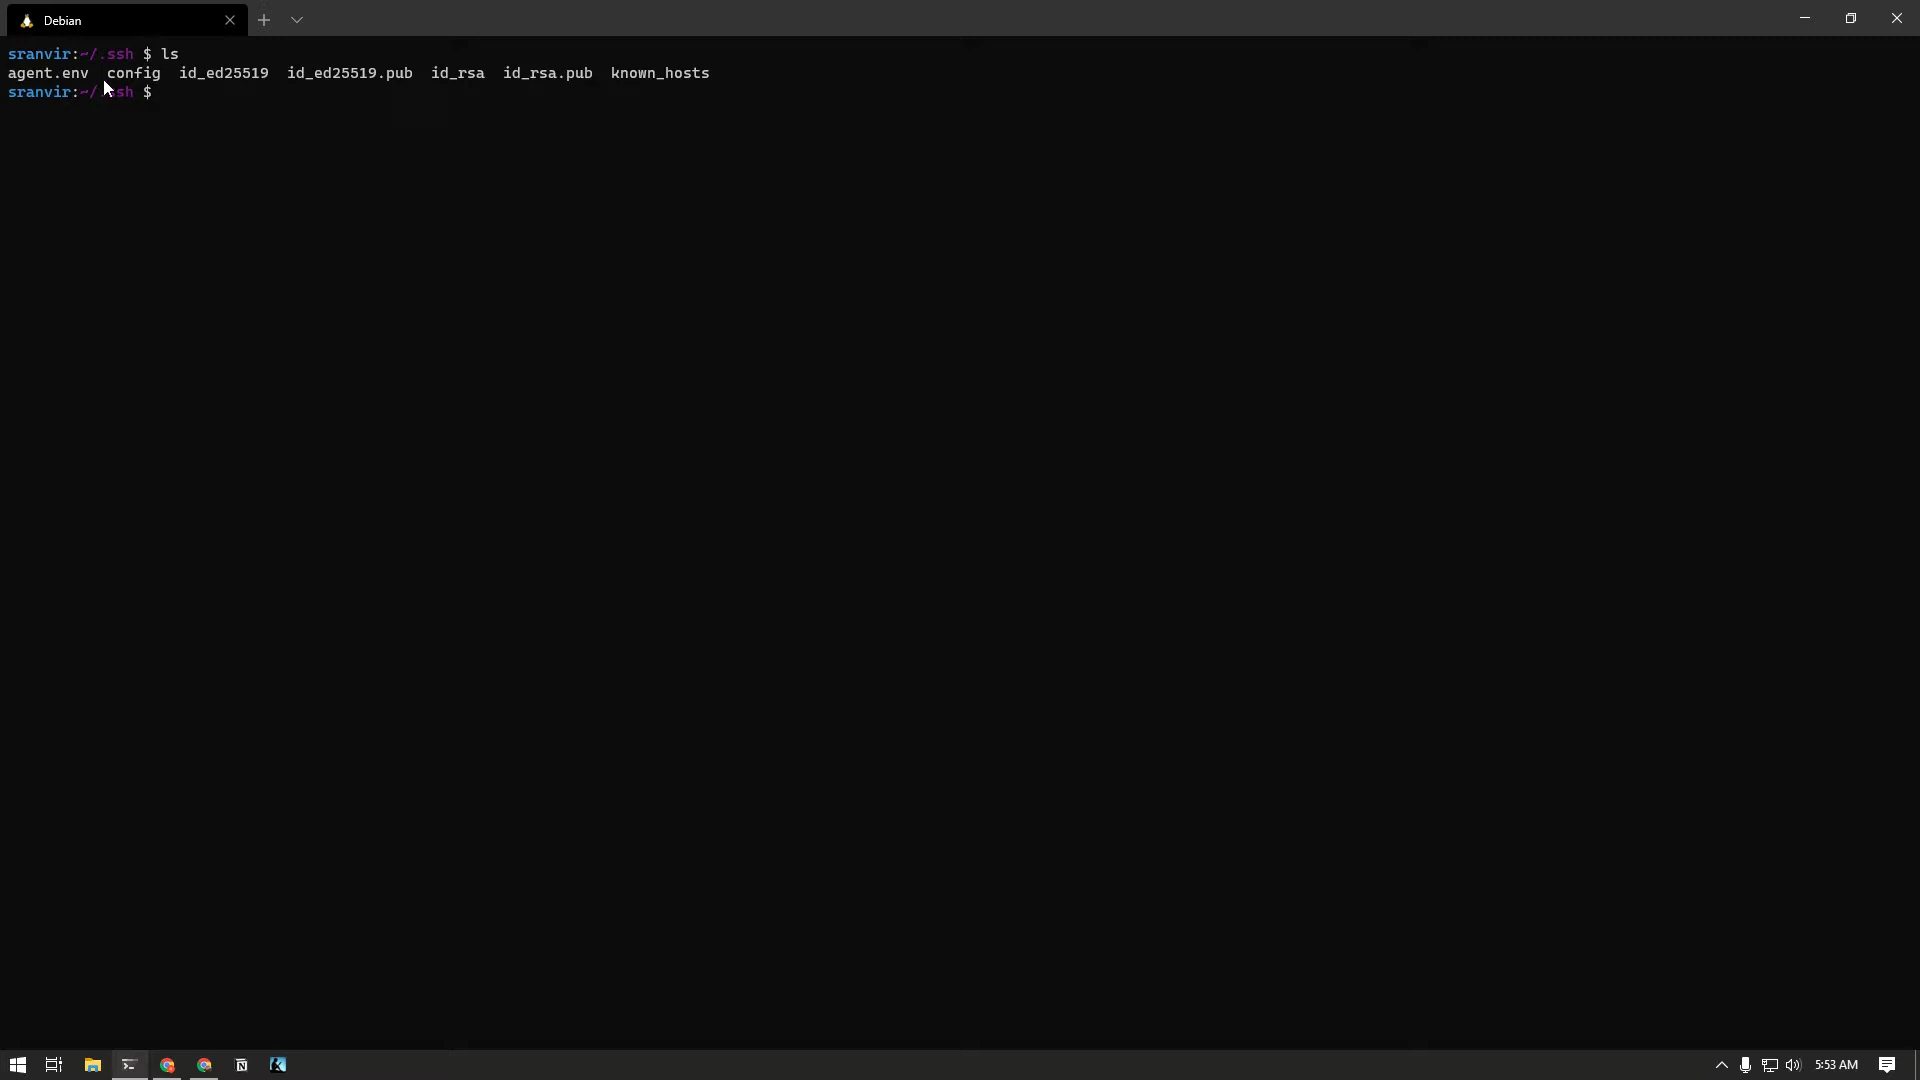 Debian
sranvir:~/.ssh $ ls
agent.env  config  id_ed25519  id_ed25519.pub  id_rsa  id_rsa.pub  known_hosts
sranvir:~/.ssh $
5:53 AM